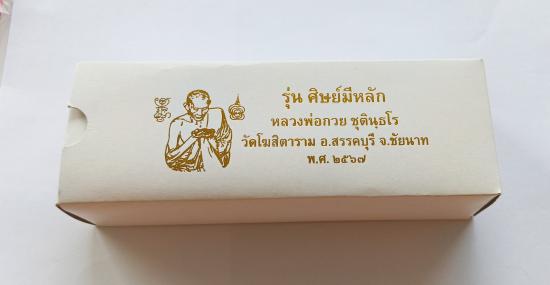 รุ่น ศิษย์มีหลัก
หลวงพ่อกวย ชุตินฺธโร
วัดโฆสิตาราม อ.สรรคบุรี จ.ชัยนาท
พ.ศ. ๒๕๖๗